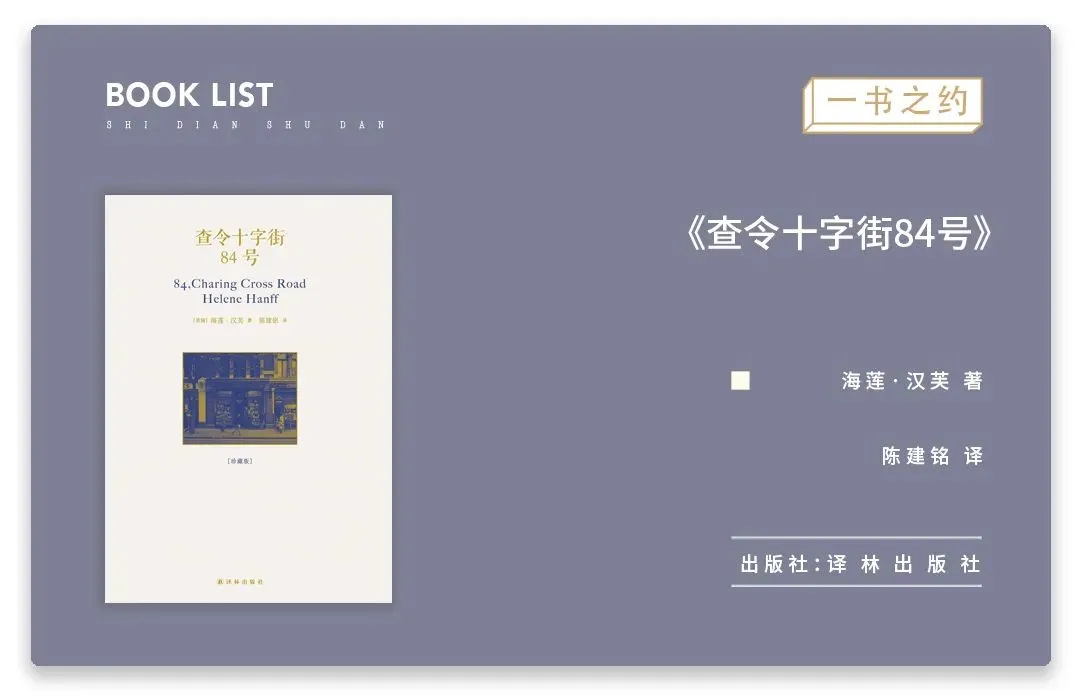 BOOK LIST
SHI DIAN SHU DAN
一书之约
查令十字街
84 号
84,Charing Cross Road
Helene Hanff
[美国] 海莲·汉芙 著 陈建铭 译
[珍藏版]
译林出版社
《查令十字街84号》
海莲·汉芙 著
陈建铭 译
出版社:译林出版社